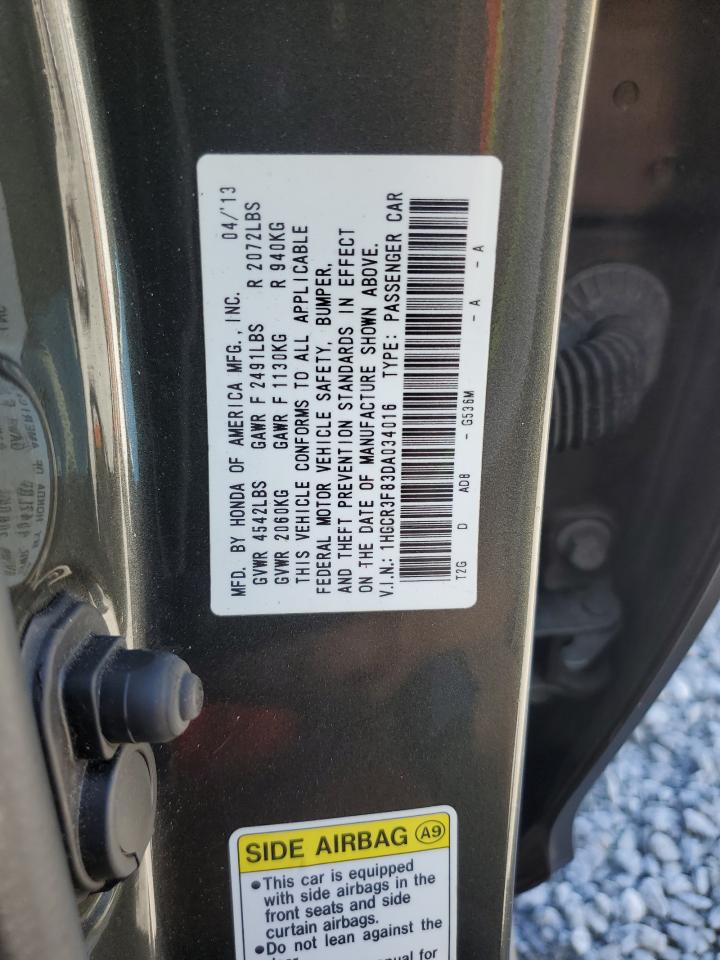 MFD. BY HONDA OF AMERICA MFG., INC. 04/'13
GVWR 4542LBS GAWR F 2491LBS R 2072LBS
GVWR 2060KG GAWR F 1130KG R 940KG
THIS VEHICLE CONFORMS TO ALL APPLICABLE
FEDERAL MOTOR VEHICLE SAFETY, BUMPER,
AND THEFT PREVENTION STANDARDS IN EFFECT
ON THE DATE OF MANUFACTURE SHOWN ABOVE.
V.I.N.: 1HGCR3F83DA034016 TYPE: PASSENGER CAR
T2G D AD8 - G536M - A - A
SIDE AIRBAG A9
•This car is equipped
with side airbags in the
front seats and side
curtain airbags.
•Do not lean against the
manual for